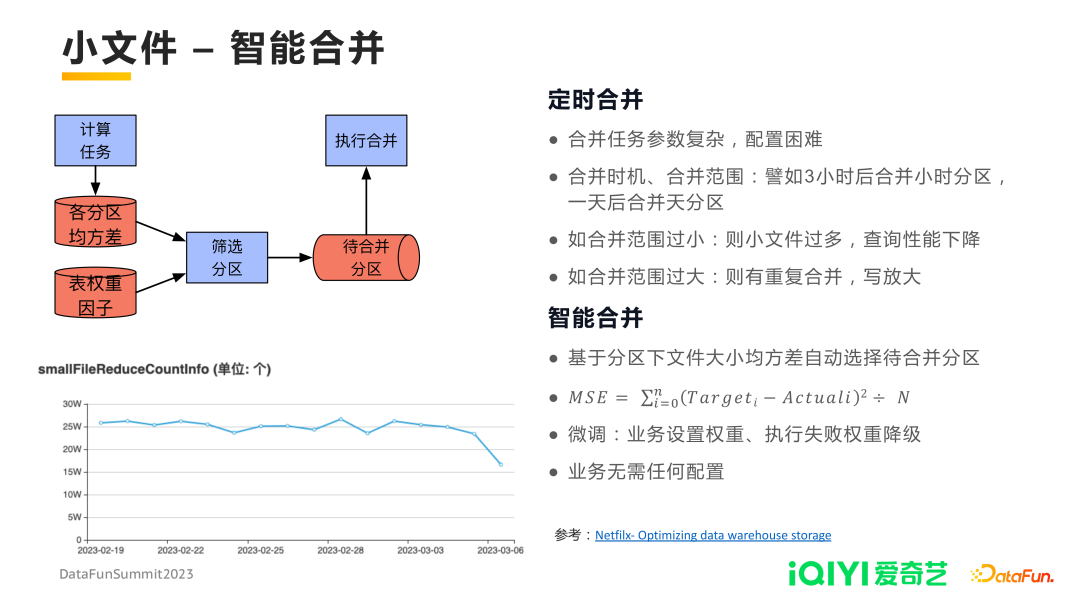 小文件 – 智能合并
计算
任务
各分区
均方差
表权重
因子
筛选
分区
待合并
分区
执行合并
smallFileReduceCountInfo (单位: 个)
30W
25W
20W
15W
10W
5W
0
2023-02-19 2023-02-22 2023-02-25 2023-02-28 2023-03-03 2023-03-06
定时合并
● 合并任务参数复杂，配置困难
● 合并时机、合并范围：譬如3小时后合并小时分区，
一天后合并天分区
● 如合并范围过小：则小文件过多，查询性能下降
● 如合并范围过大：则有重复合并，写放大
智能合并
● 基于分区下文件大小均方差自动选择待合并分区
● MSE = ∑ⁿᵢ₌₀(Targetᵢ − Actuali)² ÷ N
● 微调：业务设置权重、执行失败权重降级
● 业务无需任何配置
参考：Netfilx- Optimizing data warehouse storage
DataFunSummit2023
iQIYI 爱奇艺
DataFun.